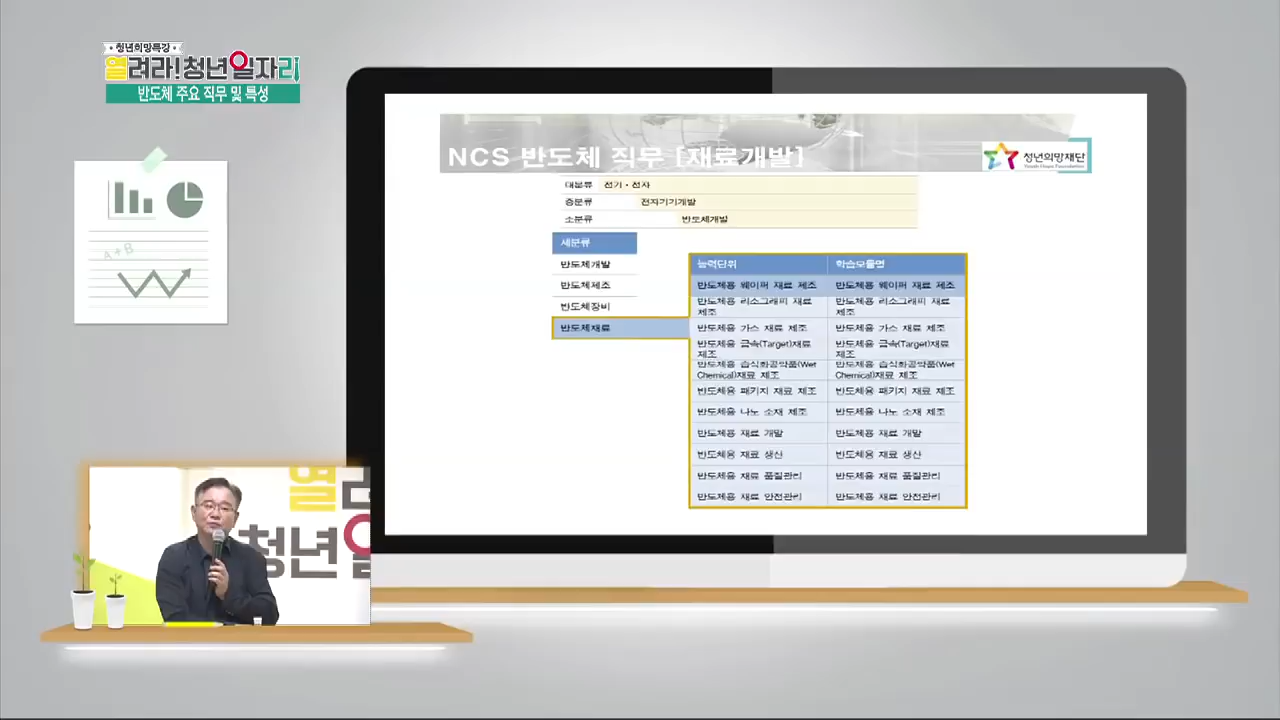 청년희망특강
열려라!청년일자리
반도체 주요 직무 및 특성
NCS 반도체 직무 [재료개발]
청년희망재단
Youth Hope Foundation
대분류 전기·전자
중분류 전자기기개발
소분류 반도체개발
세분류
반도체개발
반도체제조
반도체장비
반도체재료
능력단위 학습모듈명
반도체용 웨이퍼 재료 제조 반도체용 웨이퍼 재료 제조
반도체용 리소그래피 재료 제조 반도체용 리소그래피 재료 제조
반도체용 가스 재료 제조 반도체용 가스 재료 제조
반도체용 금속(Target)재료 제조 반도체용 금속(Target)재료 제조
반도체용 습식화공약품(Wet Chemical)재료 제조 반도체용 습식화공약품(Wet Chemical)재료 제조
반도체용 패키지 재료 제조 반도체용 패키지 재료 제조
반도체용 나노 소재 제조 반도체용 나노 소재 제조
반도체용 재료 개발 반도체용 재료 개발
반도체용 재료 생산 반도체용 재료 생산
반도체용 재료 품질관리 반도체용 재료 품질관리
반도체용 재료 안전관리 반도체용 재료 안전관리
A+B
열려
청년일